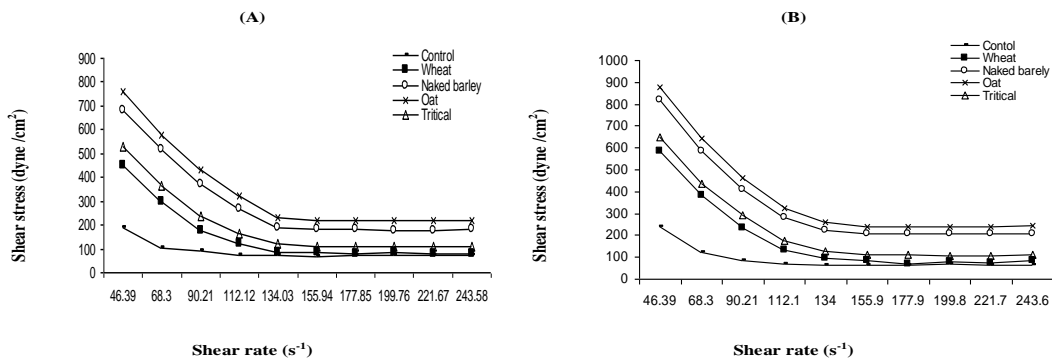 (A)
Control
Wheat
Naked barley
Oat
Tritical
Shear stress (dyne /cm2)
900
800
700
600
500
400
300
200
100
0
46.39 68.3 90.21 112.12 134.03 155.94 177.85 199.76 221.67 243.58
Shear rate (s-1)
(B)
Contol
Wheat
Naked barely
Oat
Tritical
Shear stress (dyne/cm2)
1000
900
800
700
600
500
400
300
200
100
0
46.39 68.3 90.21 112.1 134 155.9 177.9 199.8 221.7 243.6
Shear rate (s-1)